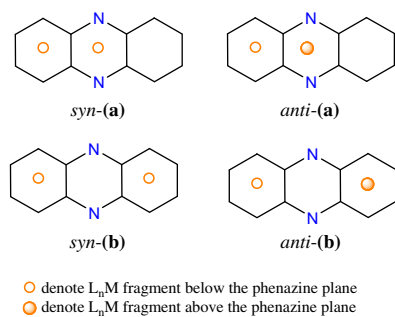 N N
N N
syn-(a) anti-(a)
N N
N N
syn-(b) anti-(b)
denote LnM fragment below the phenazine plane
denote LnM fragment above the phenazine plane